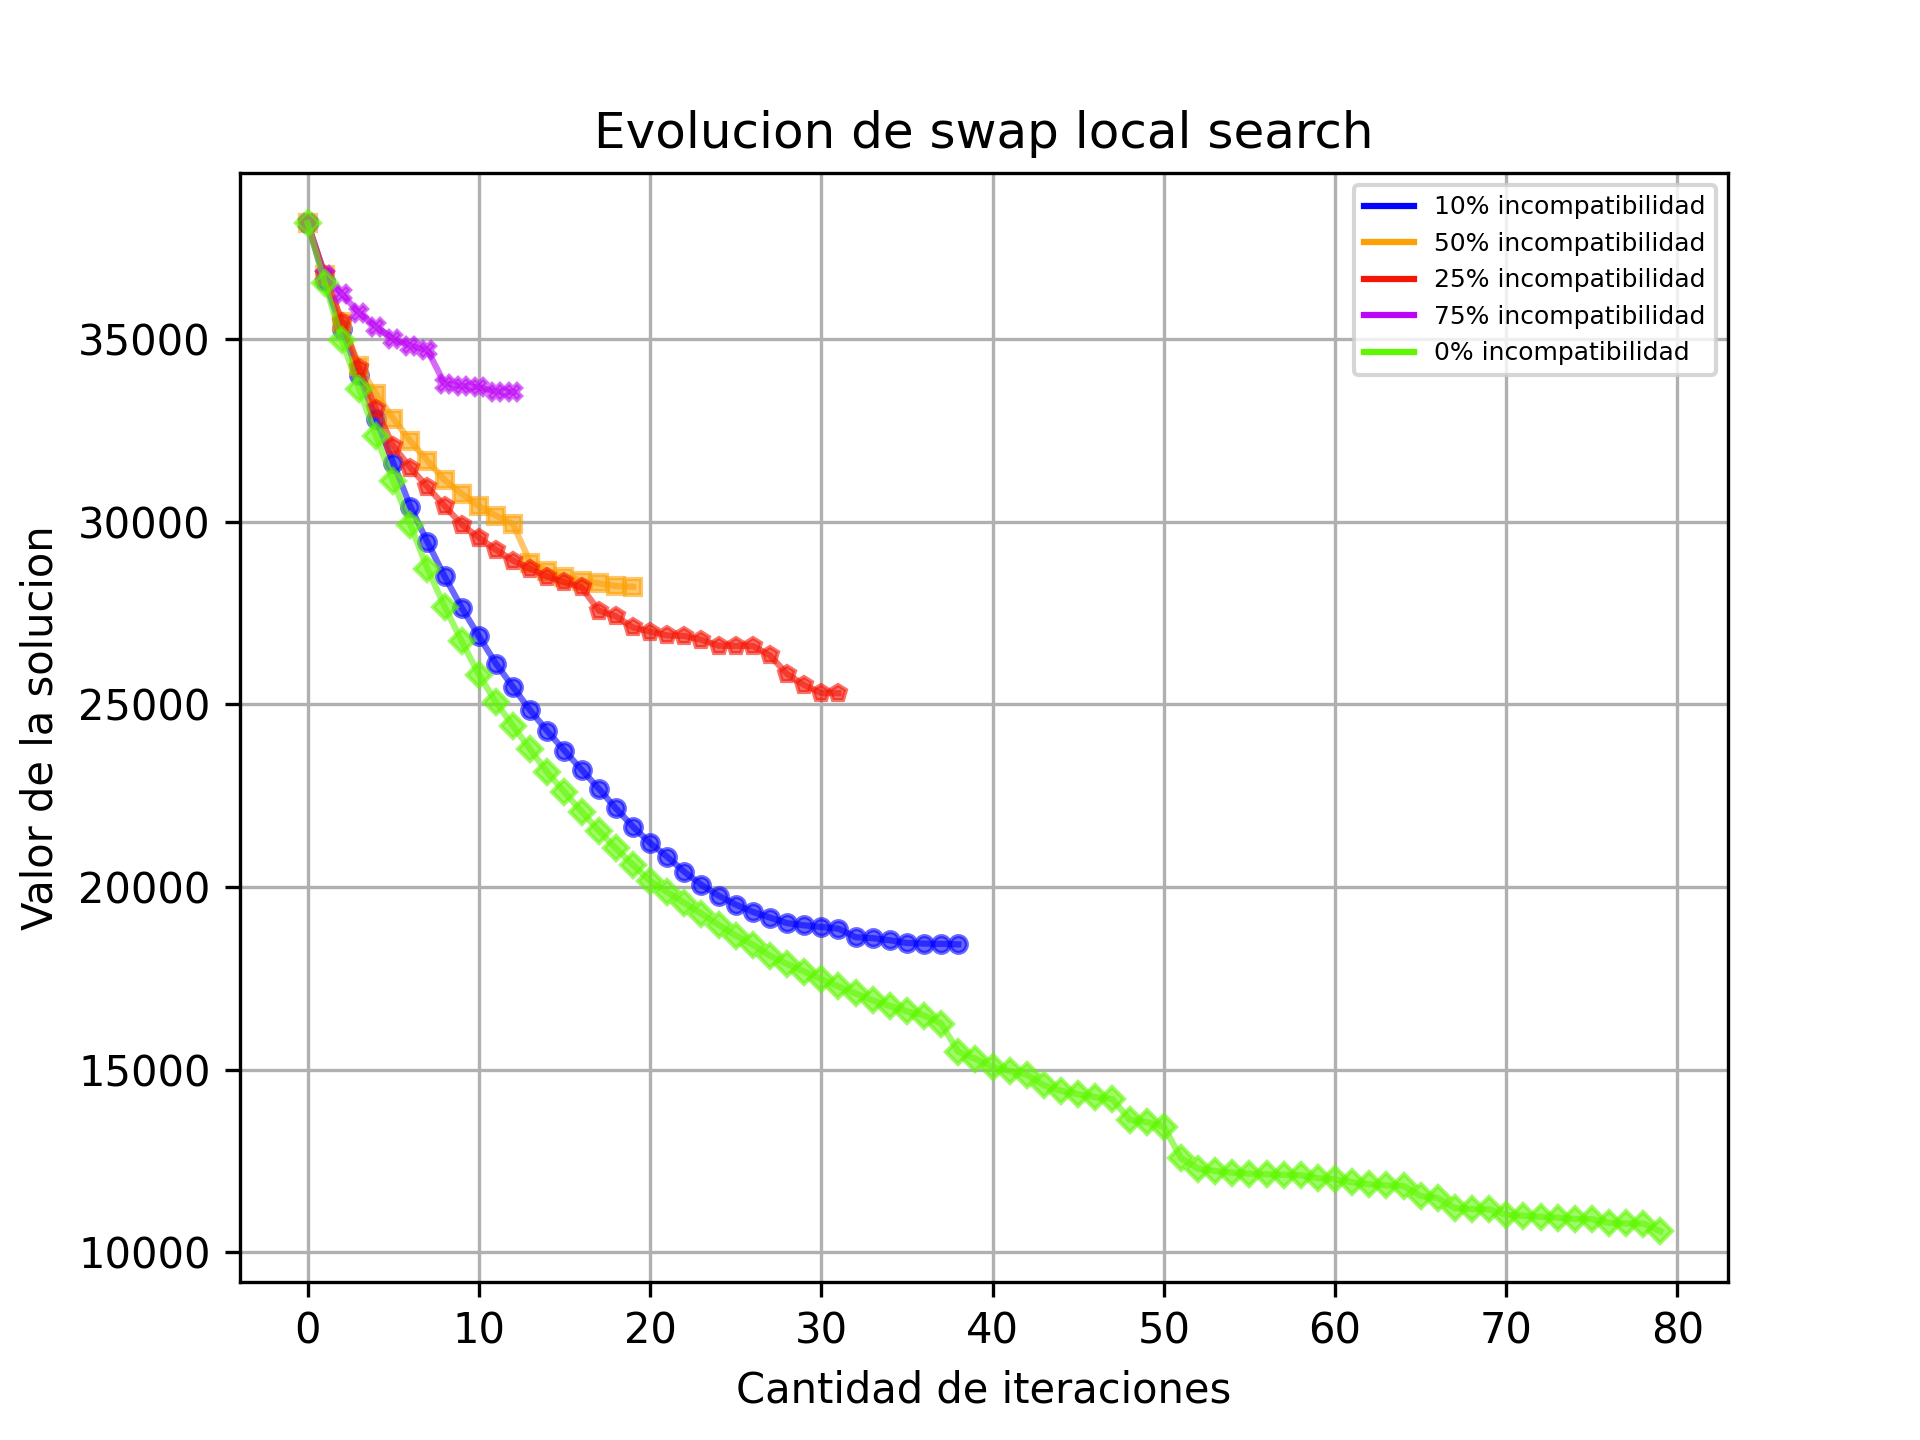 Evolucion de swap local search
10% incompatibilidad
50% incompatibilidad
25% incompatibilidad
75% incompatibilidad
0% incompatibilidad
Valor de la solucion
35000
30000
25000
20000
15000
10000
0 10 20 30 40 50 60 70 80
Cantidad de iteraciones